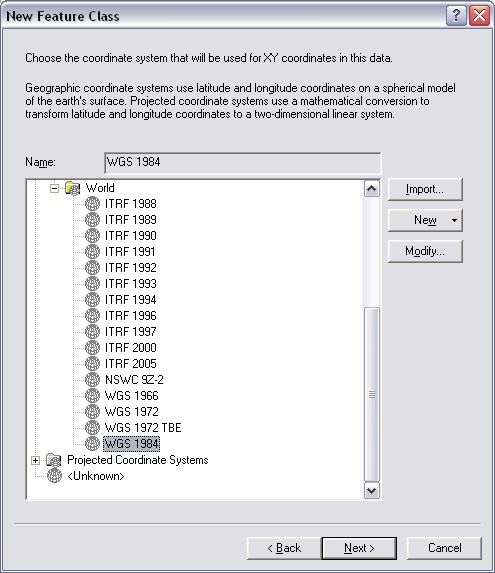 New Feature Class
Choose the coordinate system that will be used for XY coordinates in this data.
Geographic coordinate systems use latitude and longitude coordinates on a spherical model
of the earth's surface. Projected coordinate systems use a mathematical conversion to
transform latitude and longitude coordinates to a two-dimensional linear system.
Name: WGS 1984
World
ITRF 1988
ITRF 1989
ITRF 1990
ITRF 1991
ITRF 1992
ITRF 1993
ITRF 1994
ITRF 1996
ITRF 1997
ITRF 2000
ITRF 2005
NSWC 9Z-2
WGS 1966
WGS 1972
WGS 1972 TBE
WGS 1984
Projected Coordinate Systems
<Unknown>
Import...
New
Modify...
< Back Next > Cancel